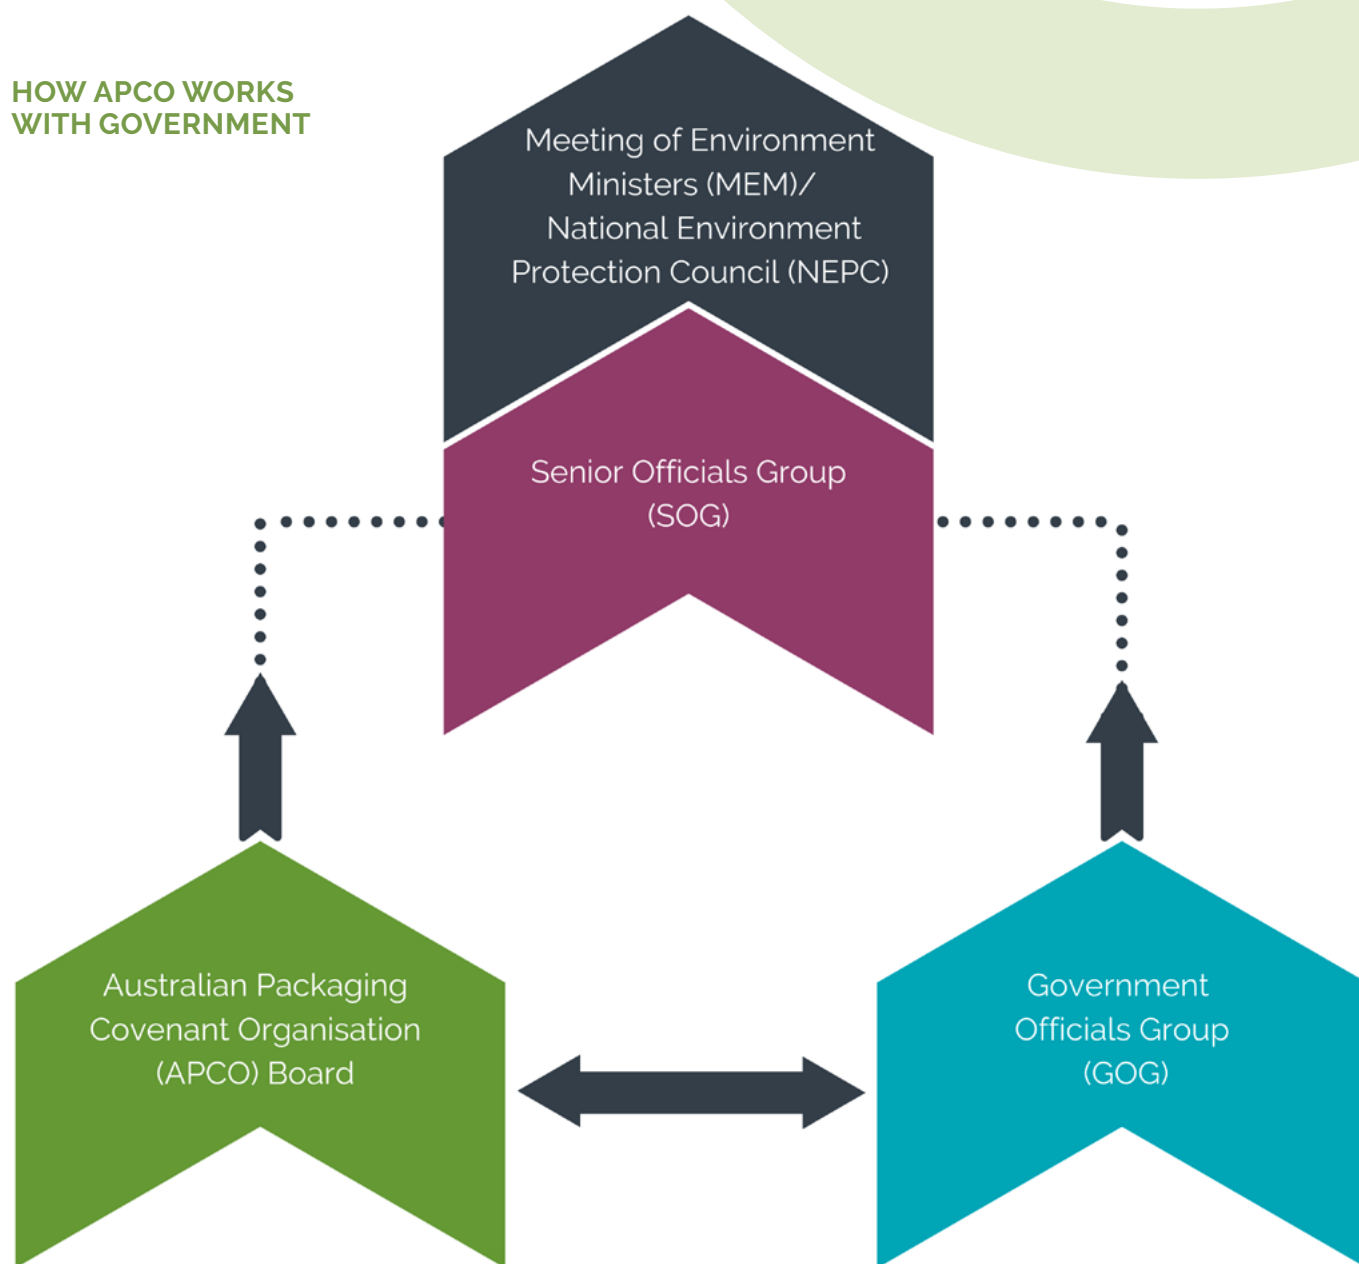 HOW APCO WORKS
WITH GOVERNMENT
Meeting of Environment
Ministers (MEM)/
National Environment
Protection Council (NEPC)
Senior Officials Group
(SOG)
Australian Packaging
Covenant Organisation
(APCO) Board
Government
Officials Group
(GOG)